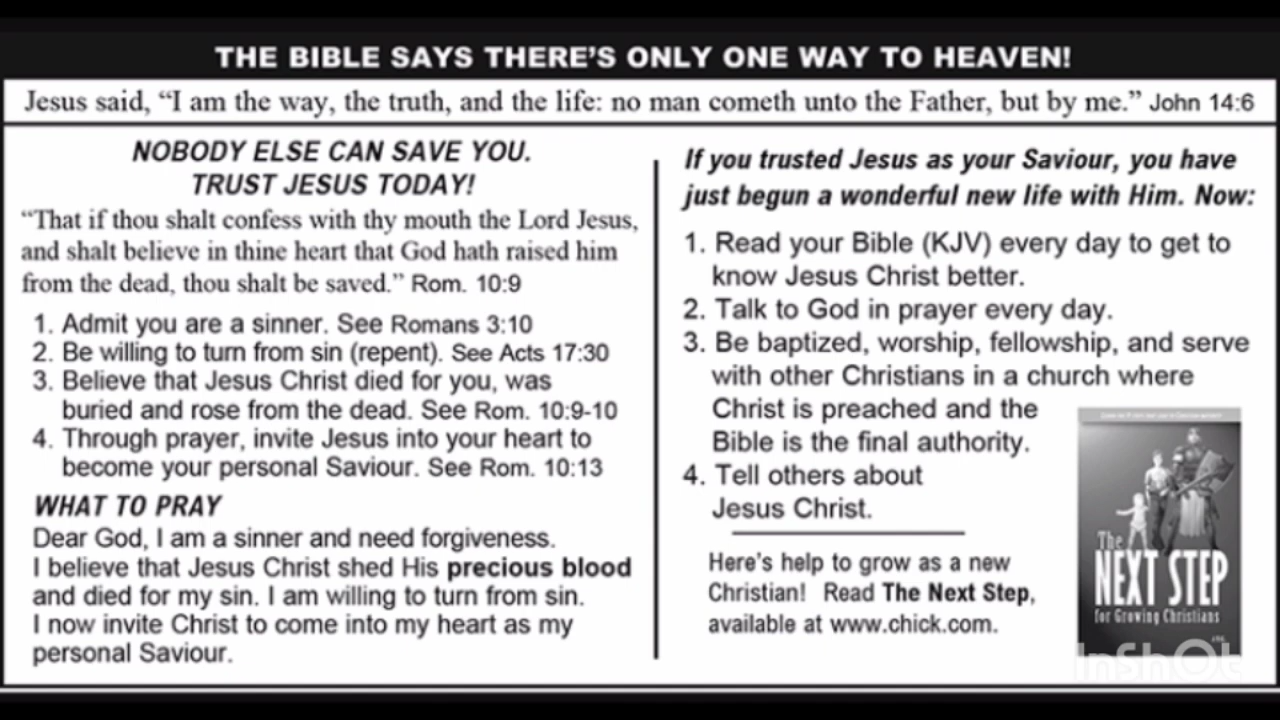 THE BIBLE SAYS THERE'S ONLY ONE WAY TO HEAVEN!
Jesus said, “I am the way, the truth, and the life: no man cometh unto the Father, but by me.” John 14:6
NOBODY ELSE CAN SAVE YOU.
TRUST JESUS TODAY!
“That if thou shalt confess with thy mouth the Lord Jesus,
and shalt believe in thine heart that God hath raised him
from the dead, thou shalt be saved.” Rom. 10:9
1. Admit you are a sinner. See Romans 3:10
2. Be willing to turn from sin (repent). See Acts 17:30
3. Believe that Jesus Christ died for you, was
buried and rose from the dead. See Rom. 10:9-10
4. Through prayer, invite Jesus into your heart to
become your personal Saviour. See Rom. 10:13
WHAT TO PRAY
Dear God, I am a sinner and need forgiveness.
I believe that Jesus Christ shed His precious blood
and died for my sin. I am willing to turn from sin.
I now invite Christ to come into my heart as my
personal Saviour.
If you trusted Jesus as your Saviour, you have
just begun a wonderful new life with Him. Now:
1. Read your Bible (KJV) every day to get to
know Jesus Christ better.
2. Talk to God in prayer every day.
3. Be baptized, worship, fellowship, and serve
with other Christians in a church where
Christ is preached and the
Bible is the final authority.
4. Tell others about
Jesus Christ.
Here's help to grow as a new
Christian! Read The Next Step,
available at www.chick.com.
The
NEXT STEP
for Growing Christians
InShOt